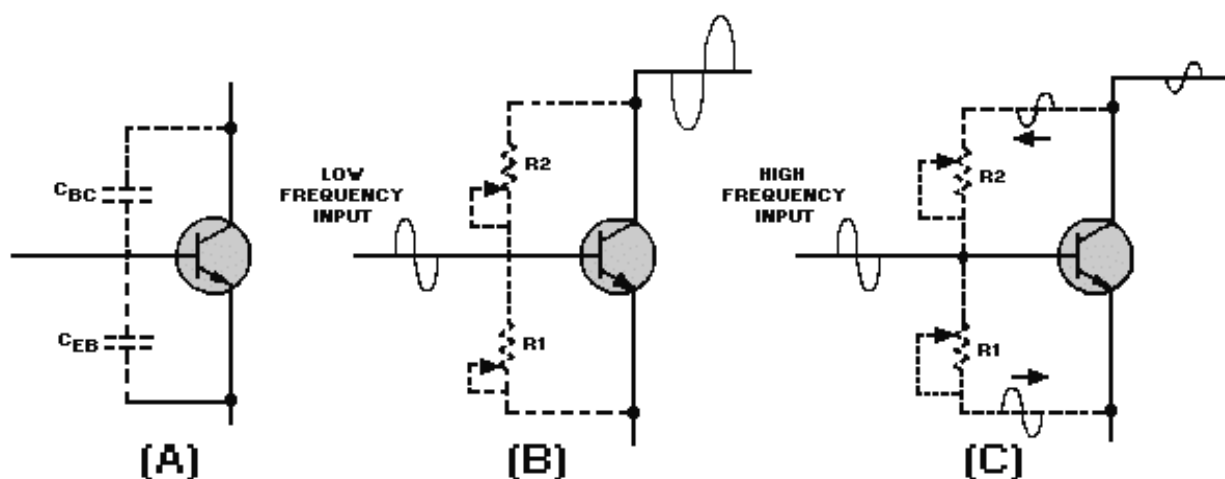 C_BC
C_EB
[A]
LOW
FREQUENCY
INPUT
R2
R1
[B]
HIGH
FREQUENCY
INPUT
R2
R1
[C]